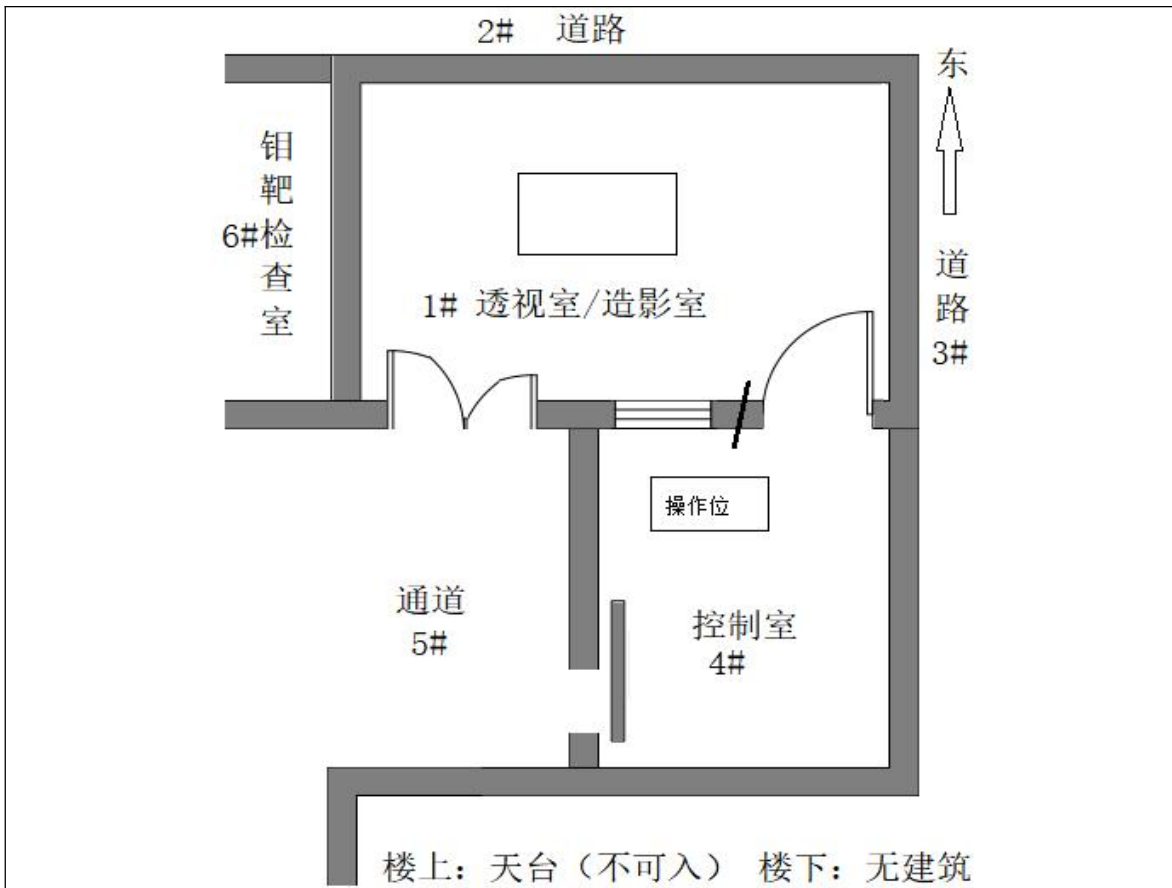 2# 道路
东
钼靶检查室
6#
1# 透视室/造影室
道路
3#
操作位
通道
5#
控制室
4#
楼上：天台（不可入） 楼下：无建筑